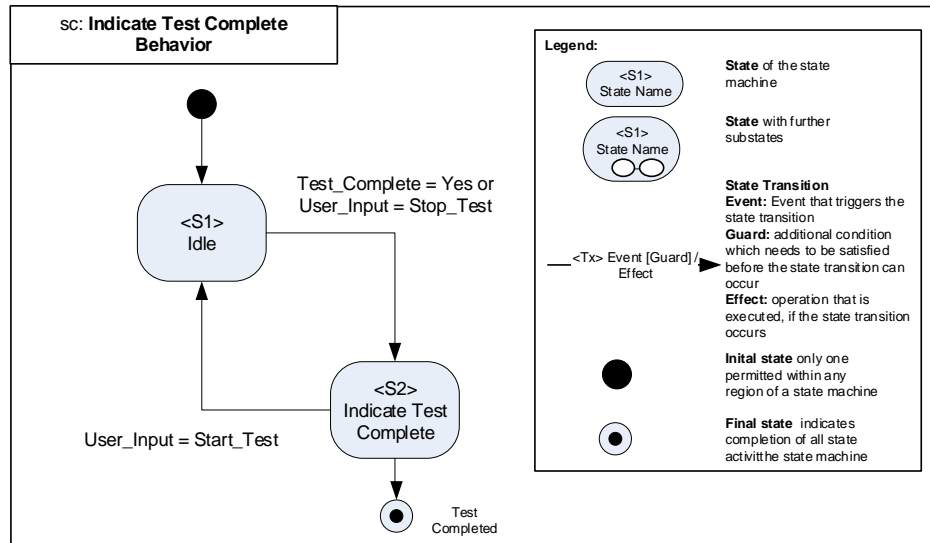 sc: Indicate Test Complete
Behavior
Test_Complete = Yes or
User_Input = Stop_Test
<S1>
Idle
<S2>
Indicate Test
Complete
User_Input = Start_Test
Test
Completed
Legend:
<S1>
State Name
State of the state
machine
<S1>
State Name
State with further
substates
<Tx> Event [Guard] /
Effect
State Transition
Event: Event that triggers the
state transition
Guard: additional condition
which needs to be satisfied
before the state transition can
occur
Effect: operation that is
executed, if the state transition
occurs
Inital state only one
permitted within any
region of a state machine
Final state indicates
completion of all state
activitthe state machine